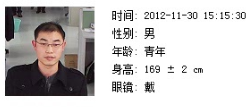 时间: 2012-11-30 15:15:30
性别: 男
年龄: 青年
身高: 169 ± 2 cm
眼镜: 戴